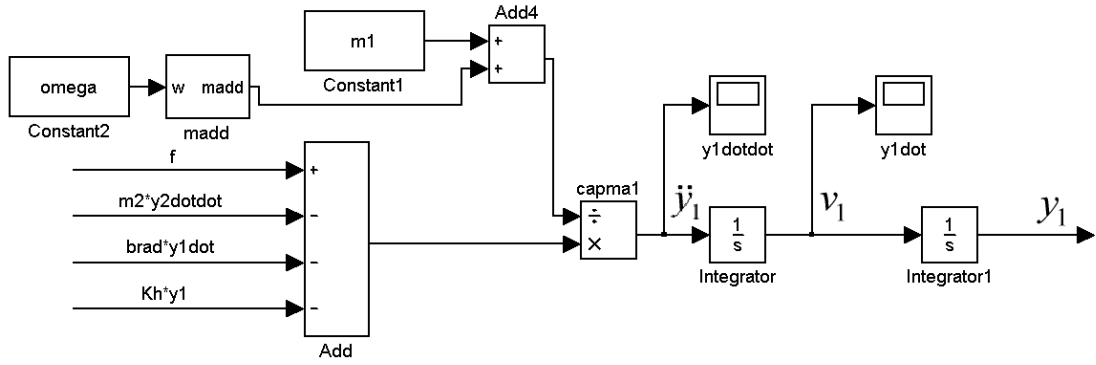 Add4
m1
+
+
Constant1
omega
w madd
Constant2
madd
f
+
m2*y2dotdot
−
brad*y1dot
−
Kh*y1
−
Add
capma1
÷
×
y1dotdot
y1dot
ÿ₁
v₁
y₁
1
s
1
s
Integrator
Integrator1